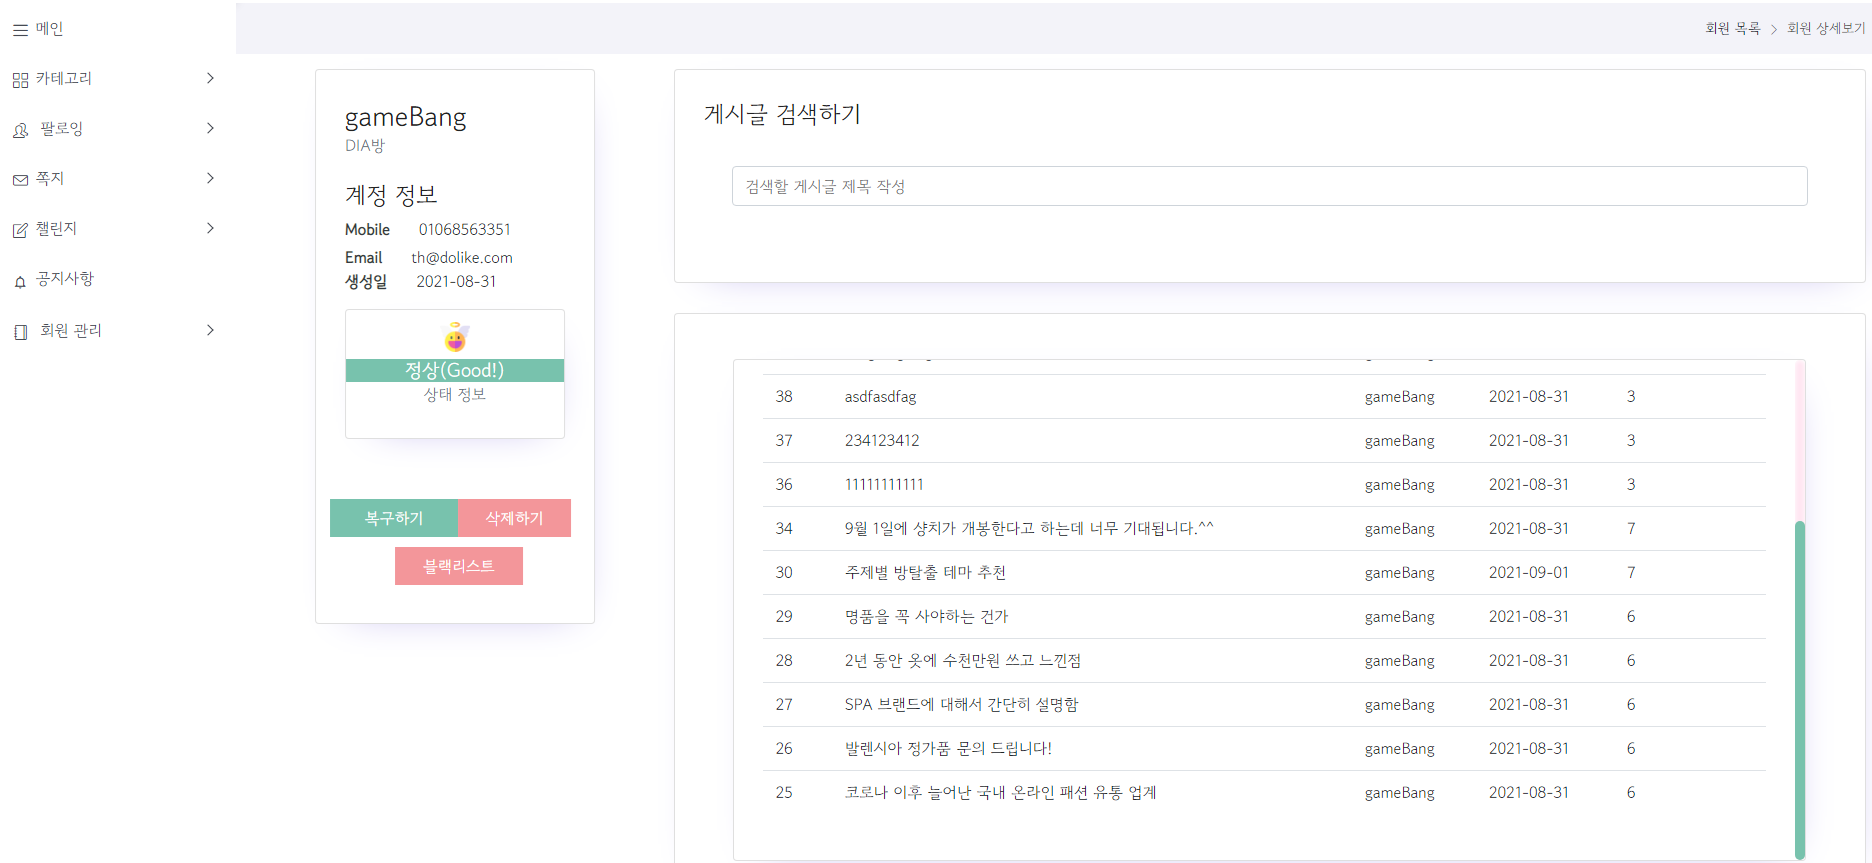 메인
카테고리
팔로잉
쪽지
챌린지
공지사항
회원 관리
회원 목록 > 회원 상세보기
gameBang
DIA방
계정 정보
Mobile 01068563351
Email th@dolike.com
생성일 2021-08-31
정상(Good!)
상태 정보
복구하기 삭제하기
블랙리스트
게시글 검색하기
검색할 게시글 제목 작성
38 asdfasdfag gameBang 2021-08-31 3
37 234123412 gameBang 2021-08-31 3
36 11111111111 gameBang 2021-08-31 3
34 9월 1일에 샹치가 개봉한다고 하는데 너무 기대됩니다.^^ gameBang 2021-08-31 7
30 주제별 방탈출 테마 추천 gameBang 2021-09-01 7
29 명품을 꼭 사야하는 건가 gameBang 2021-08-31 6
28 2년 동안 옷에 수천만원 쓰고 느낀점 gameBang 2021-08-31 6
27 SPA 브랜드에 대해서 간단히 설명함 gameBang 2021-08-31 6
26 발렌시아 정가품 문의 드립니다! gameBang 2021-08-31 6
25 코로나 이후 늘어난 국내 온라인 패션 유통 업계 gameBang 2021-08-31 6